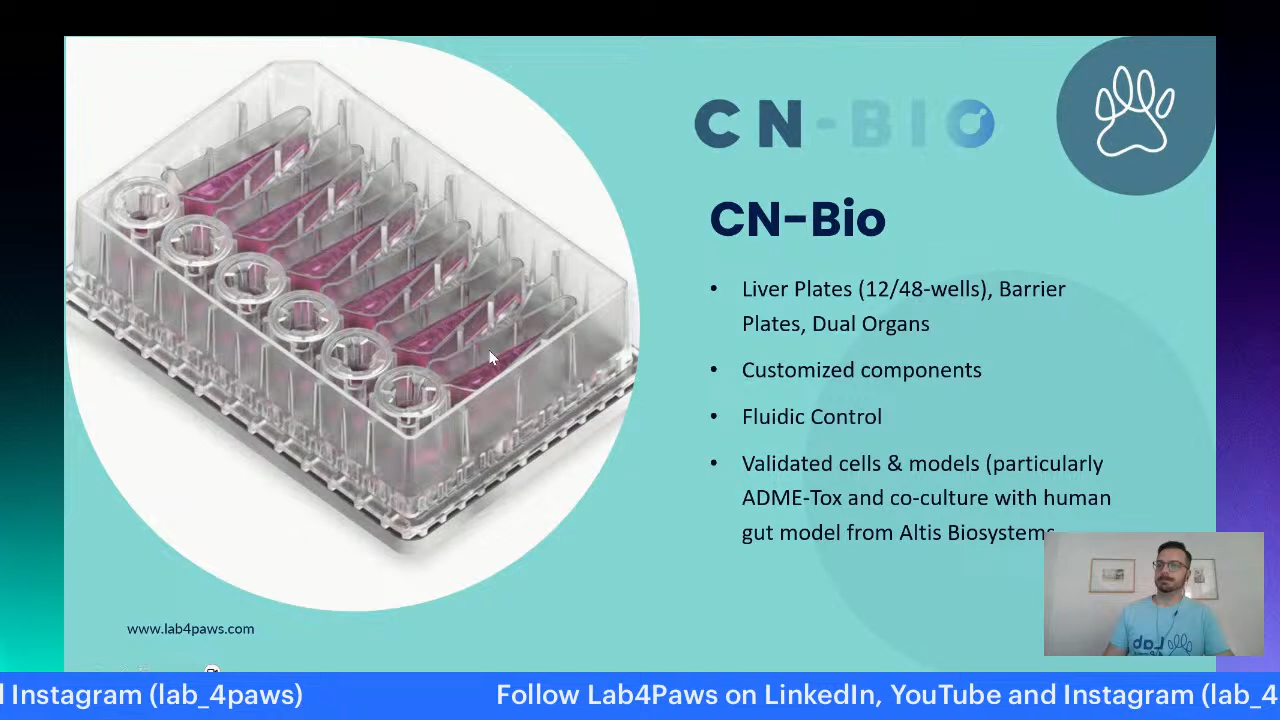 CN-BIO
CN-Bio
• Liver Plates (12/48-wells), Barrier
Plates, Dual Organs
• Customized components
• Fluidic Control
• Validated cells & models (particularly
ADME-Tox and co-culture with human
gut model from Altis Biosystems
www.lab4paws.com
l Instagram (lab_4paws)
Follow Lab4Paws on LinkedIn, YouTube and Instagram (lab_4